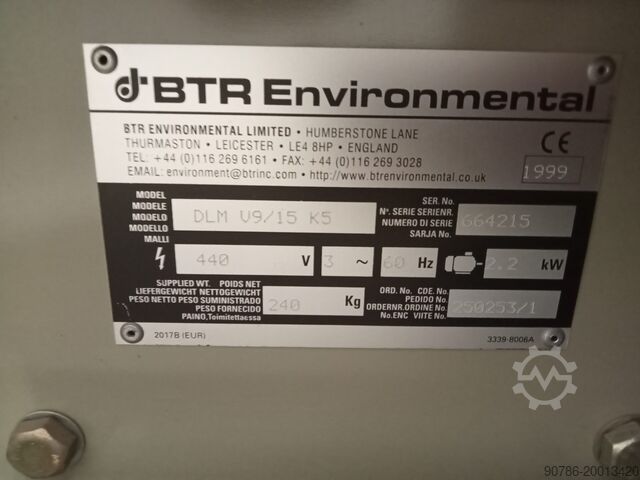 BTR Environmental
BTR ENVIRONMENTAL LIMITED • HUMBERSTONE LANE
THURMASTON • LEICESTER • LE4 8HP • ENGLAND
TEL: +44 (0)116 269 6161 • FAX: +44 (0)116 269 3028
EMAIL: environment@btrinc.com • http://www.btrenvironmental.co.uk
CE
1999
MODEL
MODELE
MODELO
MODELLO
MALLI
DLM V9/15 K5
SER. No.
Nº. SERIE SERIENR.
NUMERO DI SERIE
SARJA No.
664215
440 V 3 ~ 60 Hz 2.2 kW
SUPPLIED WT. POIDS NET
LIEFERGEWICHT NETTOGEWICHT
PESO NETTO PESO SUMINISTRADO
PESO FORNECIDO
PAINO.Toimitettaessa
240 Kg
ORD. No. CDE. No.
PEDIDO No.
ORDERNR.ORDINE No.
No.ENC VIITE No.
250253/1
2017B (EUR)
3339-8006A
90786-20013420